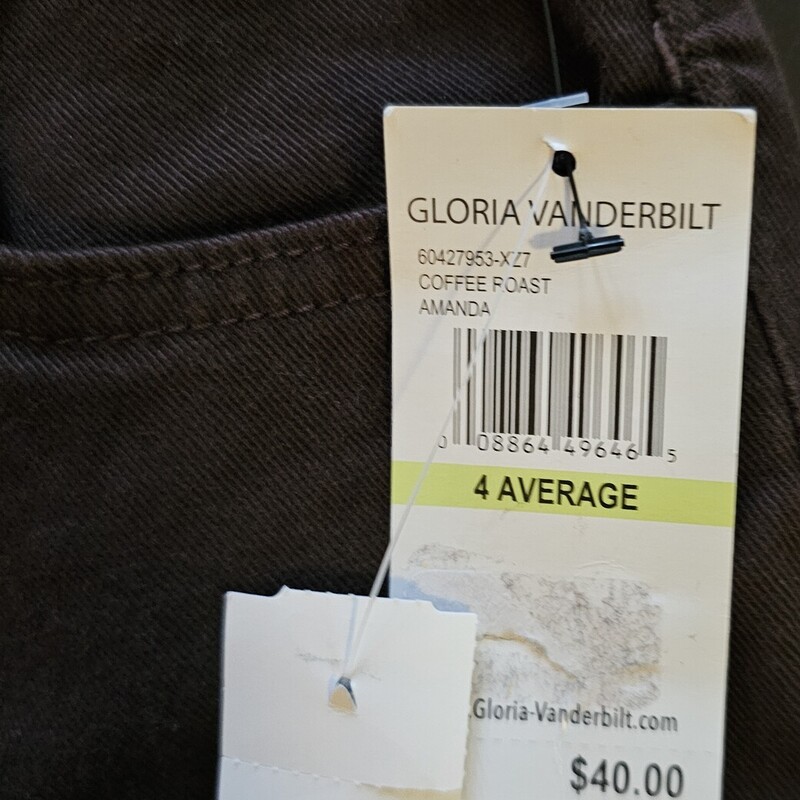 GLORIA VANDERBILT
60427953-XZ7
COFFEE ROAST
AMANDA
0 08864 49646 5
4 AVERAGE
.Gloria-Vanderbilt.com
$40.00